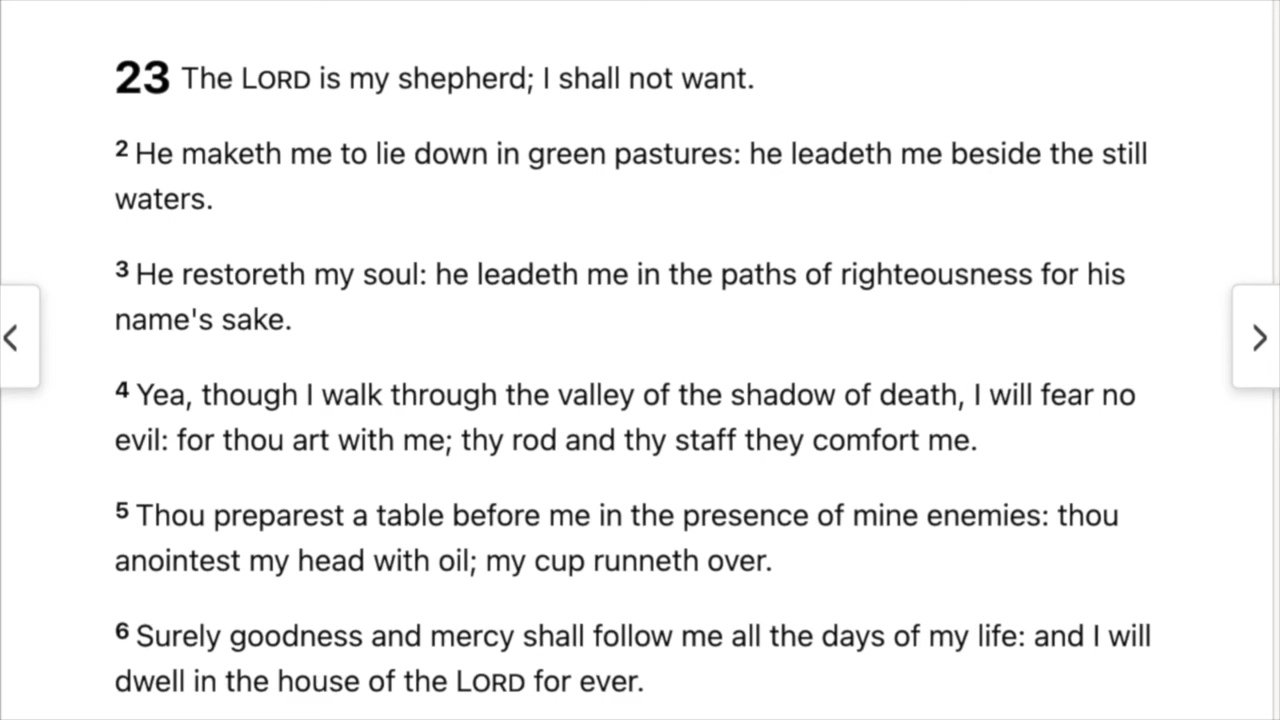 23 The LORD is my shepherd; I shall not want.
2 He maketh me to lie down in green pastures: he leadeth me beside the still
waters.
3 He restoreth my soul: he leadeth me in the paths of righteousness for his
name's sake.
4 Yea, though I walk through the valley of the shadow of death, I will fear no
evil: for thou art with me; thy rod and thy staff they comfort me.
5 Thou preparest a table before me in the presence of mine enemies: thou
anointest my head with oil; my cup runneth over.
6 Surely goodness and mercy shall follow me all the days of my life: and I will
dwell in the house of the LORD for ever.